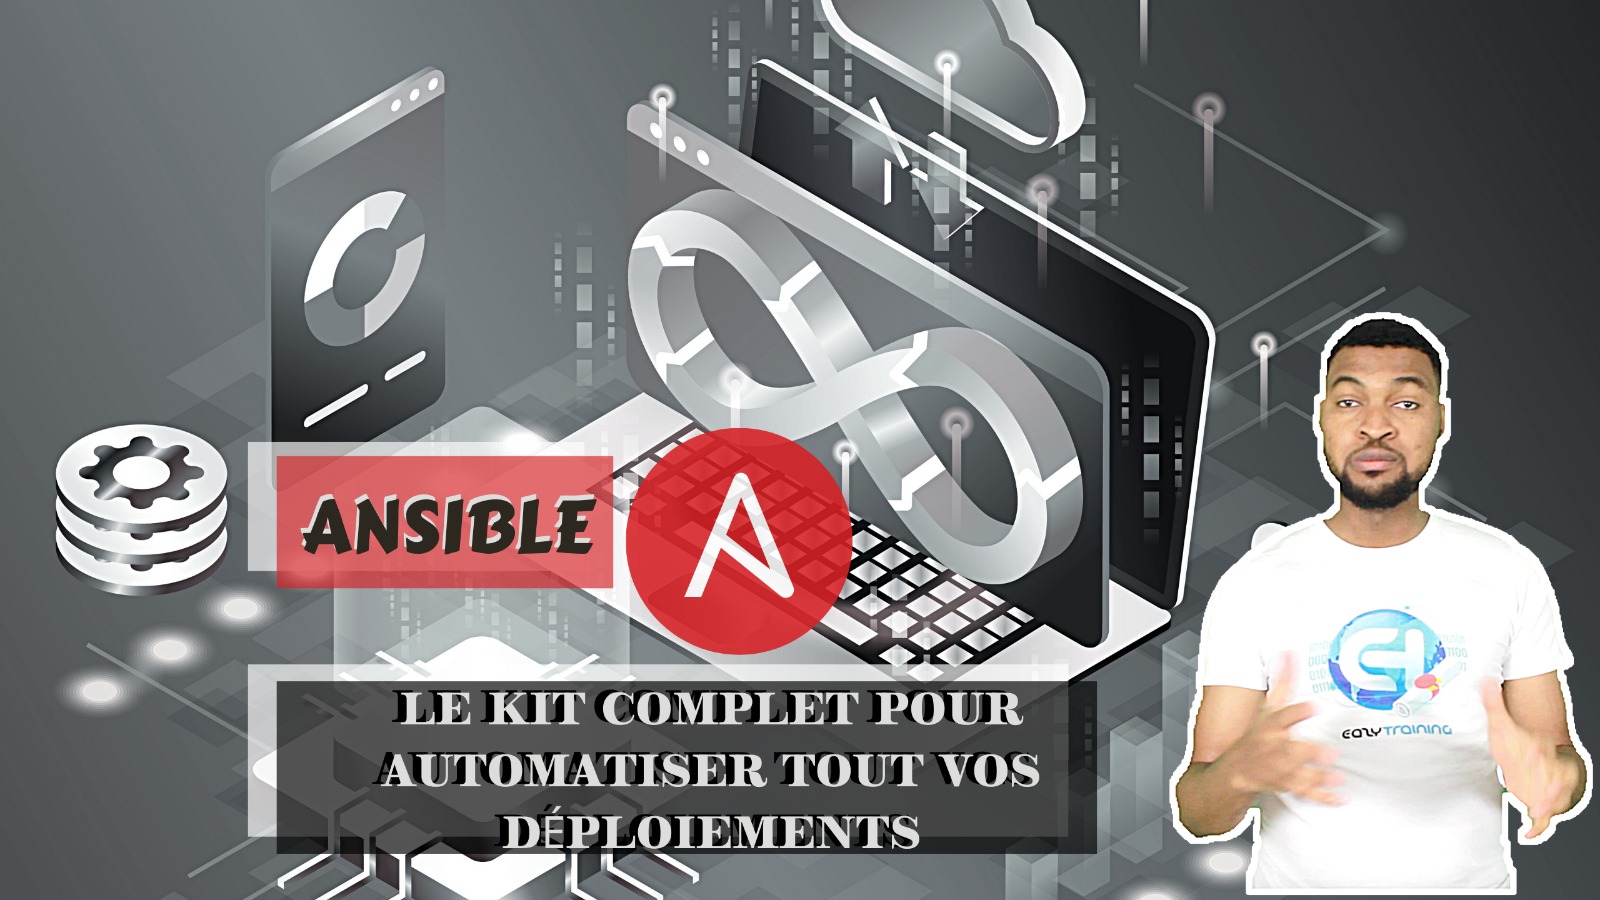 ANSIBLE
LE KIT COMPLET POUR
AUTOMATISER TOUT VOS
DÉPLOIEMENTS
EAZYTRAINING